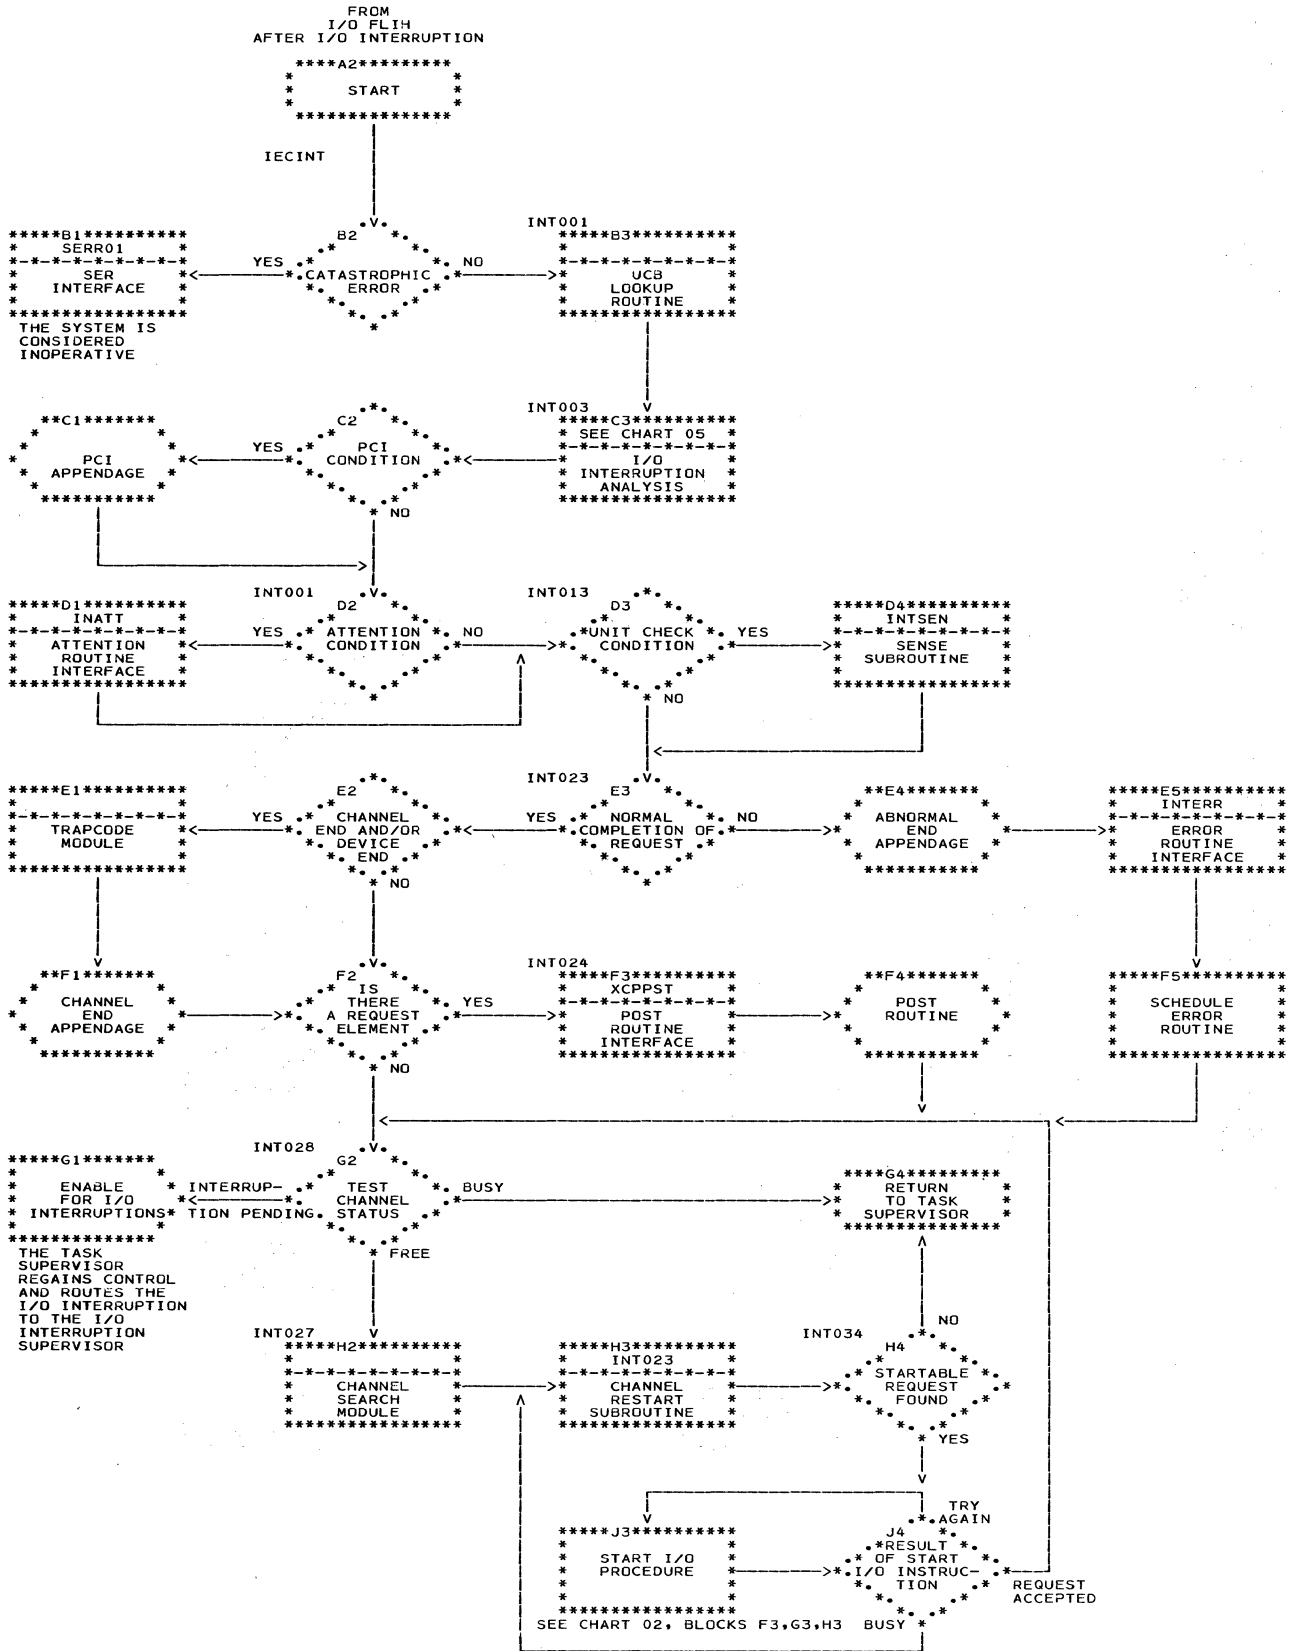 FROM
I/O FLIH
AFTER I/O INTERRUPTION
****A2*********
START
IECINT
INT001
*****B1**********
SERR01
SER
INTERFACE
THE SYSTEM IS
CONSIDERED
INOPERATIVE
YES
B2
CATASTROPHIC
ERROR
NO
*****B3**********
UCB
LOOKUP
ROUTINE
INT003
**C1*******
PCI
APPENDAGE
YES
C2
PCI
CONDITION
NO
*****C3**********
SEE CHART 05
I/O
INTERRUPTION
ANALYSIS
INT001
INT013
*****D1**********
INATT
ATTENTION
ROUTINE
INTERFACE
YES
D2
ATTENTION
CONDITION
NO
D3
UNIT CHECK
CONDITION
YES
NO
*****D4**********
INTSEN
SENSE
SUBROUTINE
INT023
*****E1**********
TRAPCODE
MODULE
YES
E2
CHANNEL
END AND/OR
DEVICE
END
NO
YES
E3
NORMAL
COMPLETION OF
REQUEST
NO
**E4*******
ABNORMAL
END
APPENDAGE
*****E5**********
INTERR
ERROR
ROUTINE
INTERFACE
INT024
**F1*******
CHANNEL
END
APPENDAGE
F2
IS
THERE
A REQUEST
ELEMENT
YES
NO
*****F3**********
XCPPST
POST
ROUTINE
INTERFACE
**F4*******
POST
ROUTINE
*****F5**********
SCHEDULE
ERROR
ROUTINE
INT028
*****G1*******
ENABLE
FOR I/O
INTERRUPTIONS
THE TASK
SUPERVISOR
REGAINS CONTROL
AND ROUTES THE
I/O INTERRUPTION
TO THE I/O
INTERRUPTION
SUPERVISOR
INTERRUP-
TION PENDING
G2
TEST
CHANNEL
STATUS
BUSY
FREE
****G4*********
RETURN
TO TASK
SUPERVISOR
INT027
*****H2**********
CHANNEL
SEARCH
MODULE
*****H3**********
INT023
CHANNEL
RESTART
SUBROUTINE
INT034
NO
H4
STARTABLE
REQUEST
FOUND
YES
*****J3**********
START I/O
PROCEDURE
SEE CHART 02, BLOCKS F3,G3,H3
TRY
AGAIN
J4
RESULT
OF START
I/O INSTRUC-
TION
REQUEST
ACCEPTED
BUSY